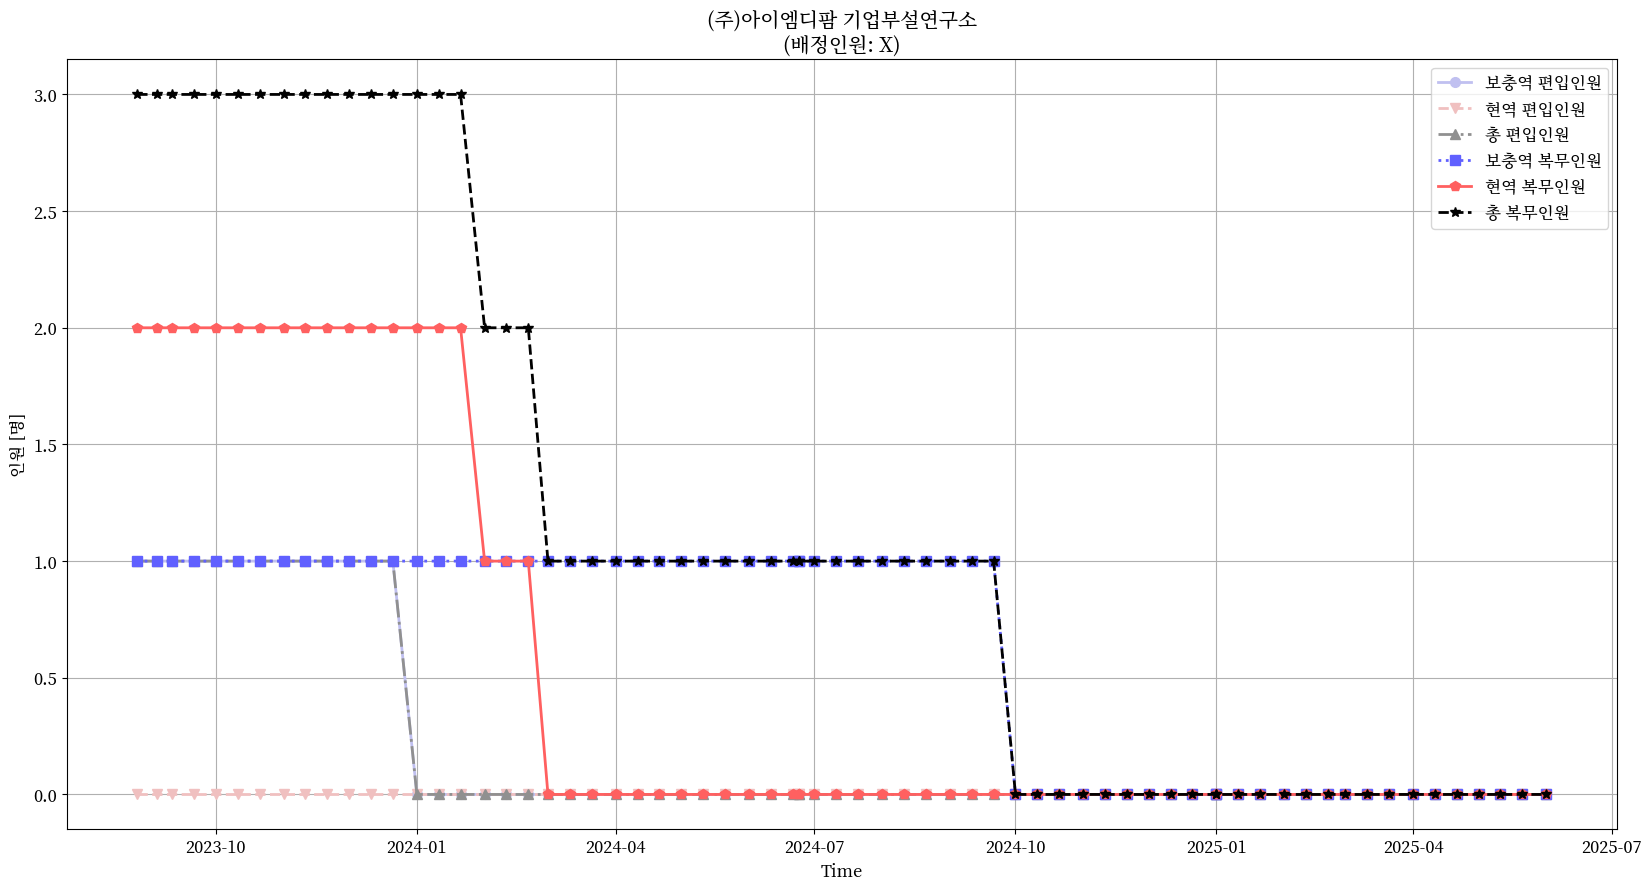 (주)아이엠디팜 기업부설연구소
(배정인원: X)
보충역 편입인원
현역 편입인원
총 편입인원
보충역 복무인원
현역 복무인원
총 복무인원
인원 [명]
3.0
2.5
2.0
1.5
1.0
0.5
0.0
2023-10
2024-01
2024-04
2024-07
2024-10
2025-01
2025-04
2025-07
Time